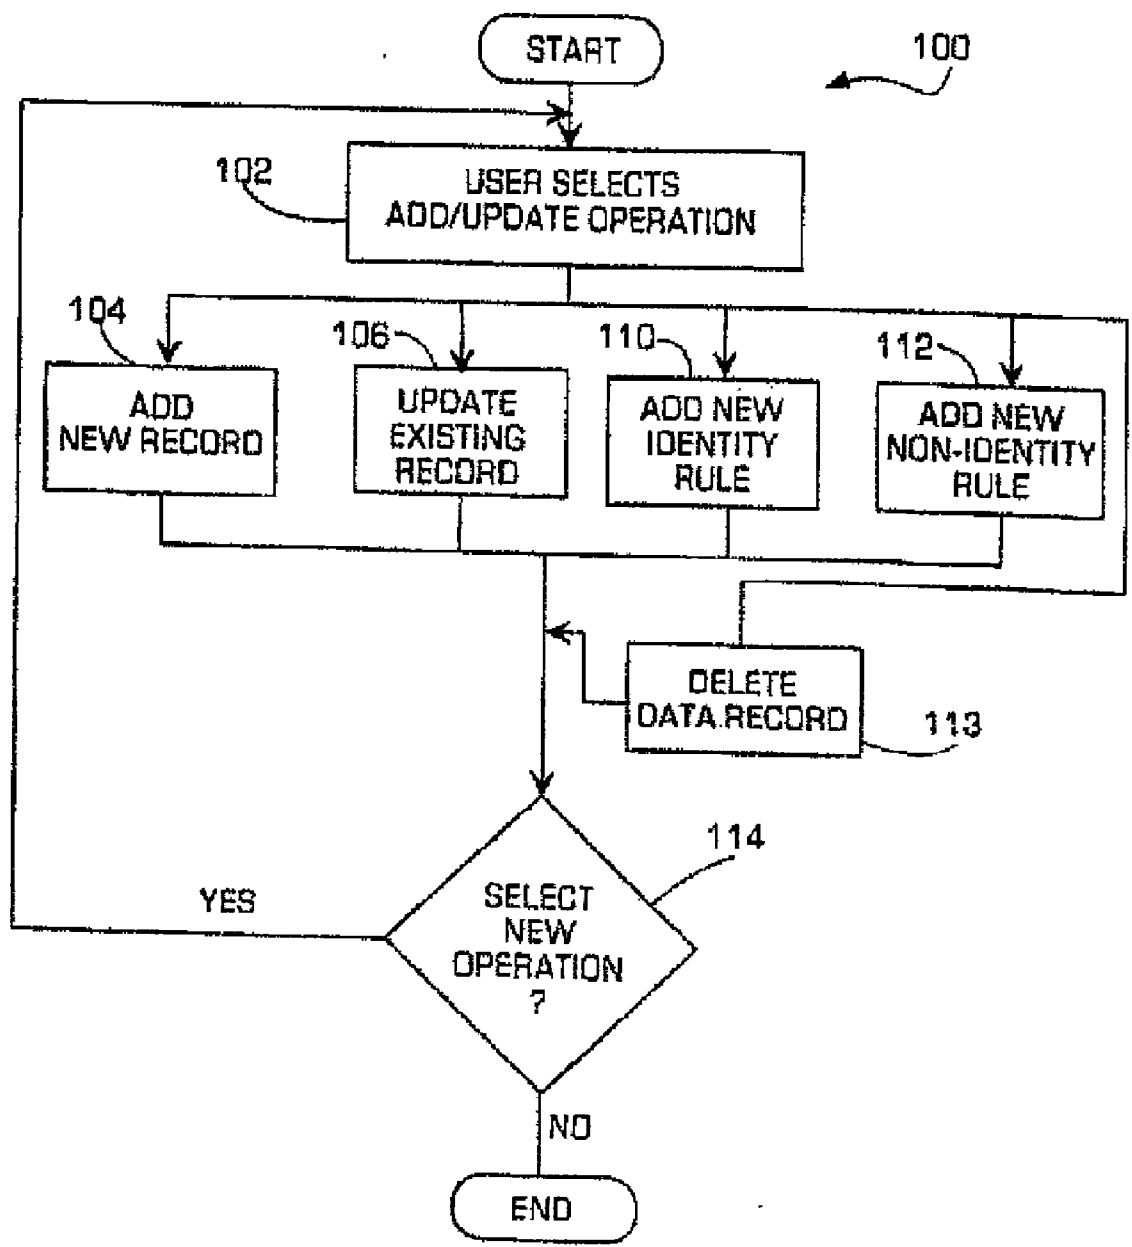 START
100
102
USER SELECTS
ADD/UPDATE OPERATION
104
106
110
112
ADD
NEW RECORD
UPDATE
EXISTING
RECORD
ADD NEW
IDENTITY
RULE
ADD NEW
NON-IDENTITY
RULE
DELETE
DATA.RECORD
113
114
YES
SELECT
NEW
OPERATION
?
NO
END